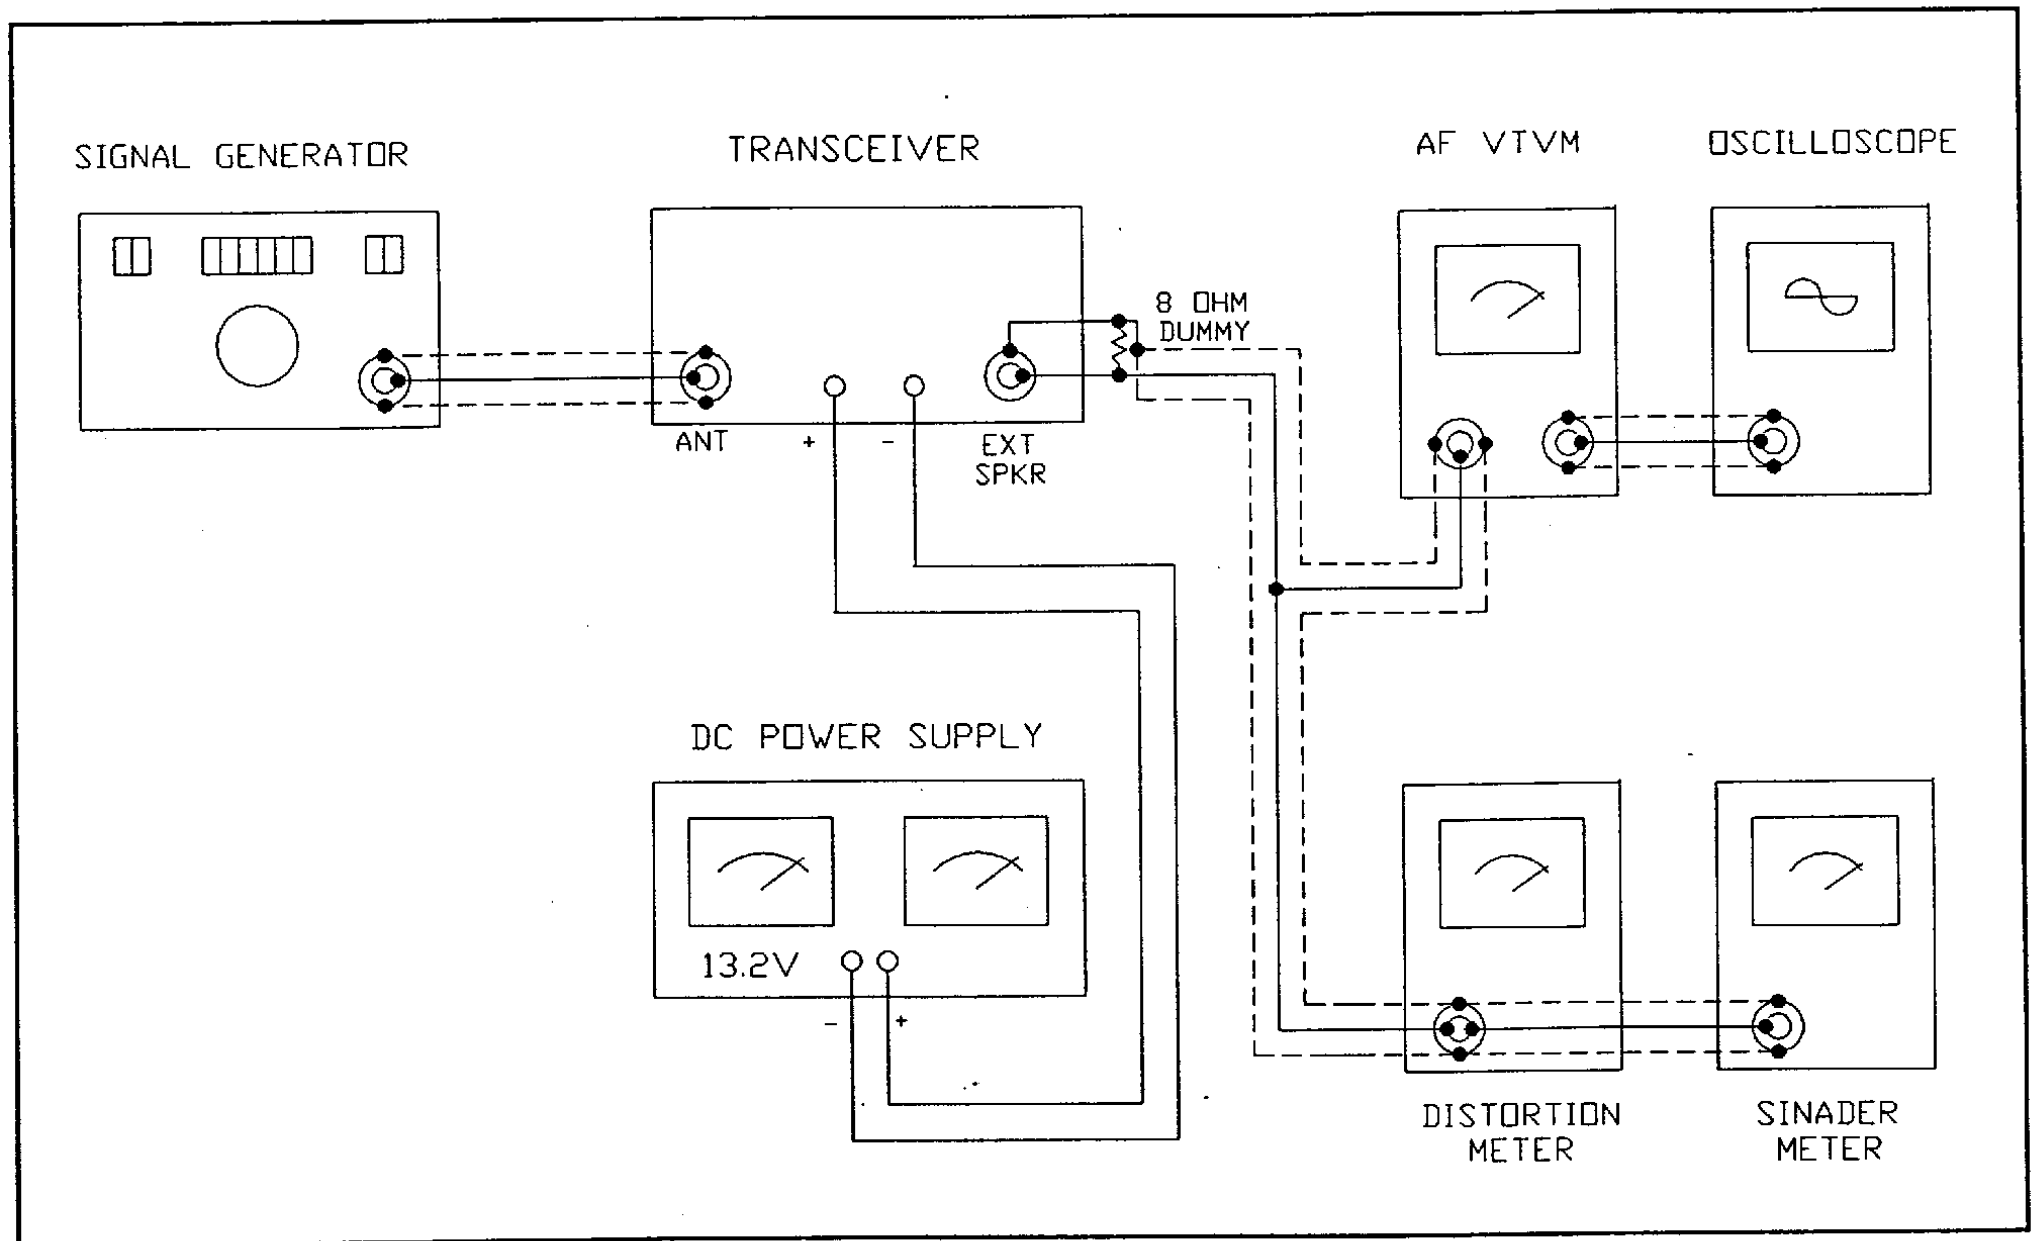 SIGNAL GENERATOR
TRANSCEIVER
AF VTVM
OSCILLOSCOPE
8 OHM
DUMMY
ANT
+
-
EXT
SPKR
DC POWER SUPPLY
13.2V
-
+
DISTORTION
METER
SINADER
METER